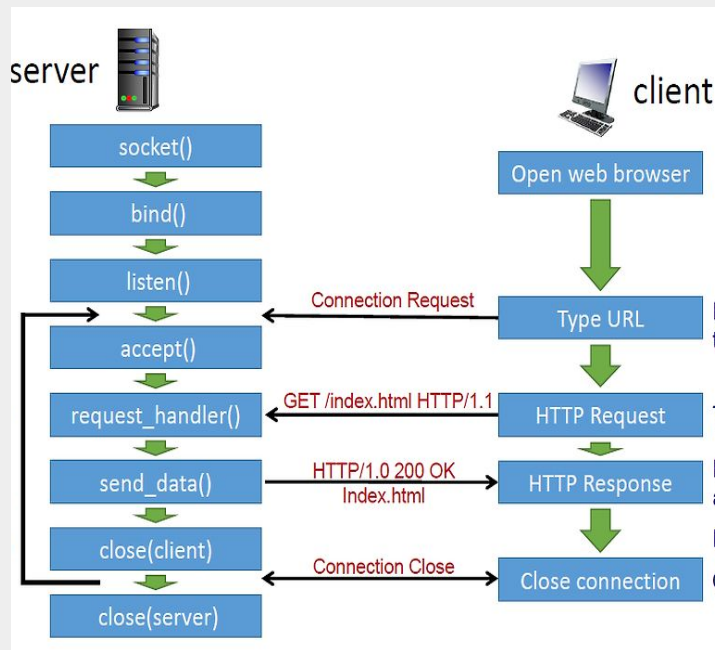 server
client
socket()
Open web browser
bind()
listen()
Connection Request
Type URL
accept()
GET /index.html HTTP/1.1
request_handler()
HTTP Request
HTTP/1.0 200 OK
Index.html
send_data()
HTTP Response
close(client)
Connection Close
Close connection
close(server)